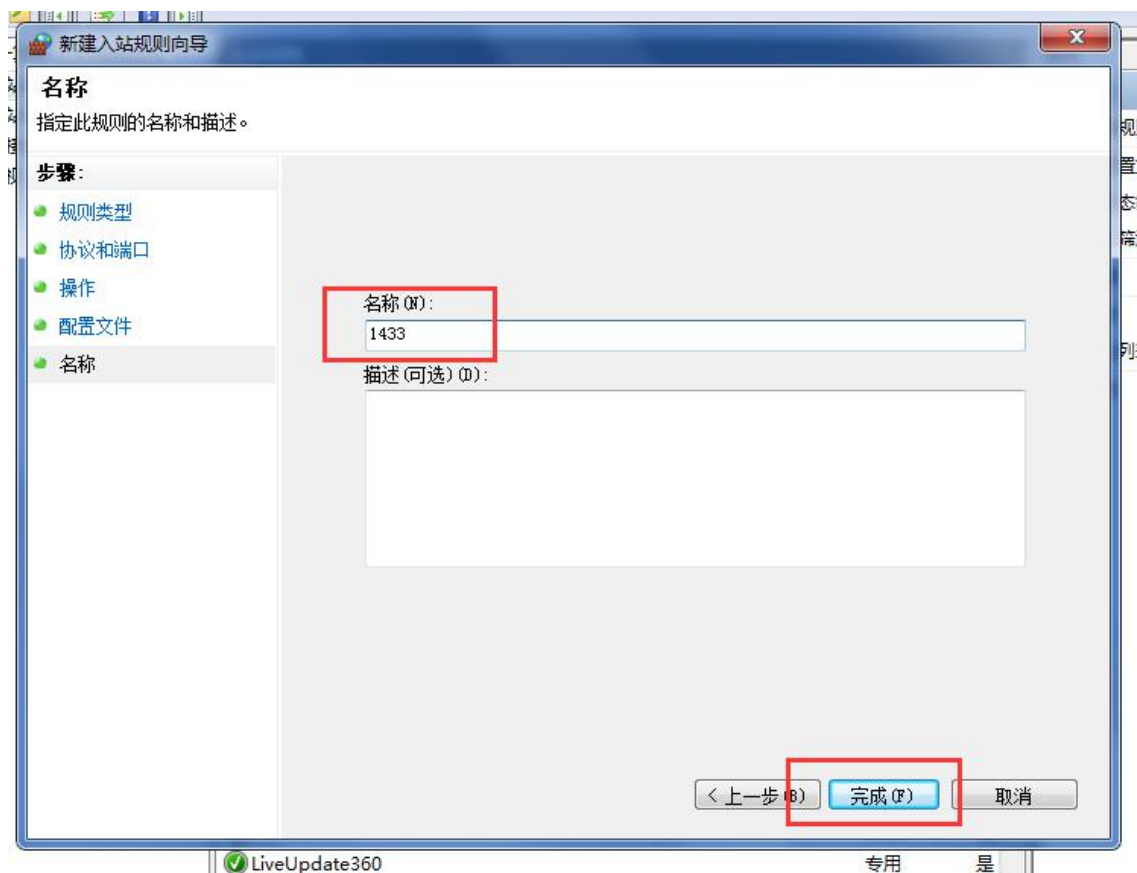 新建入站规则向导
名称
指定此规则的名称和描述。
步骤:
规则类型
协议和端口
操作
配置文件
名称
名称(N):
1433
描述(可选)(D):
< 上一步(B)
完成(F)
取消
LiveUpdate360 专用 是